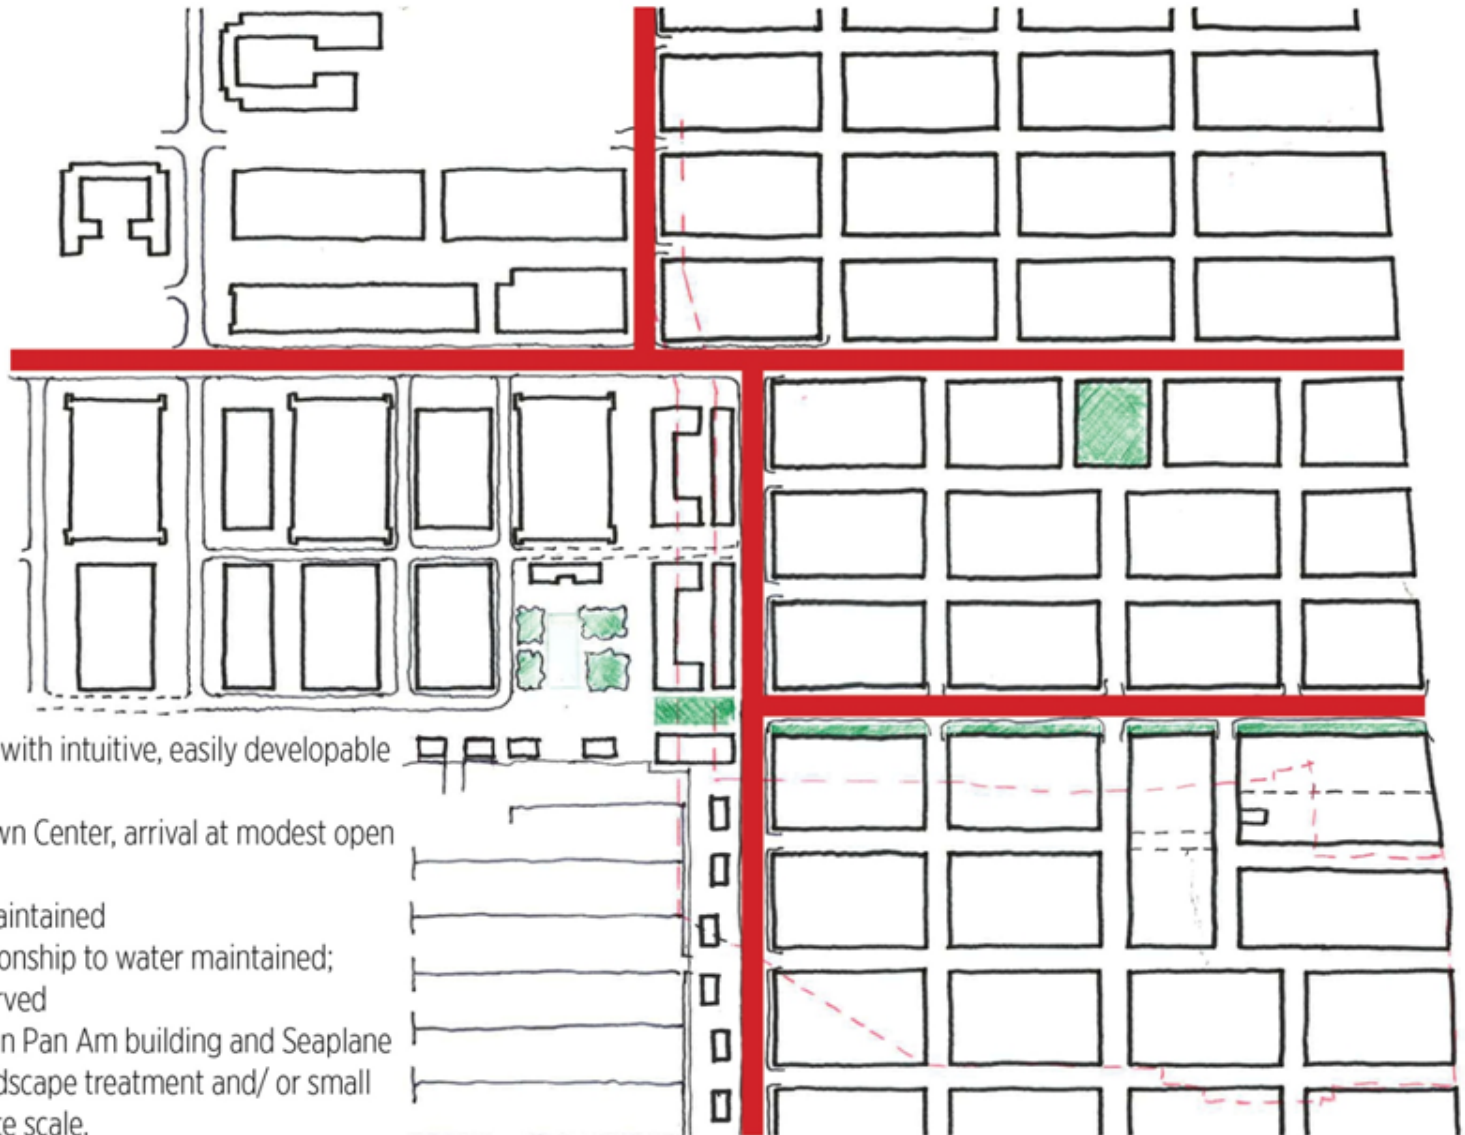 with intuitive, easily developable
wn Center, arrival at modest open
aintained
onship to water maintained;
rved
n Pan Am building and Seaplane
dscape treatment and/ or small
te scale.